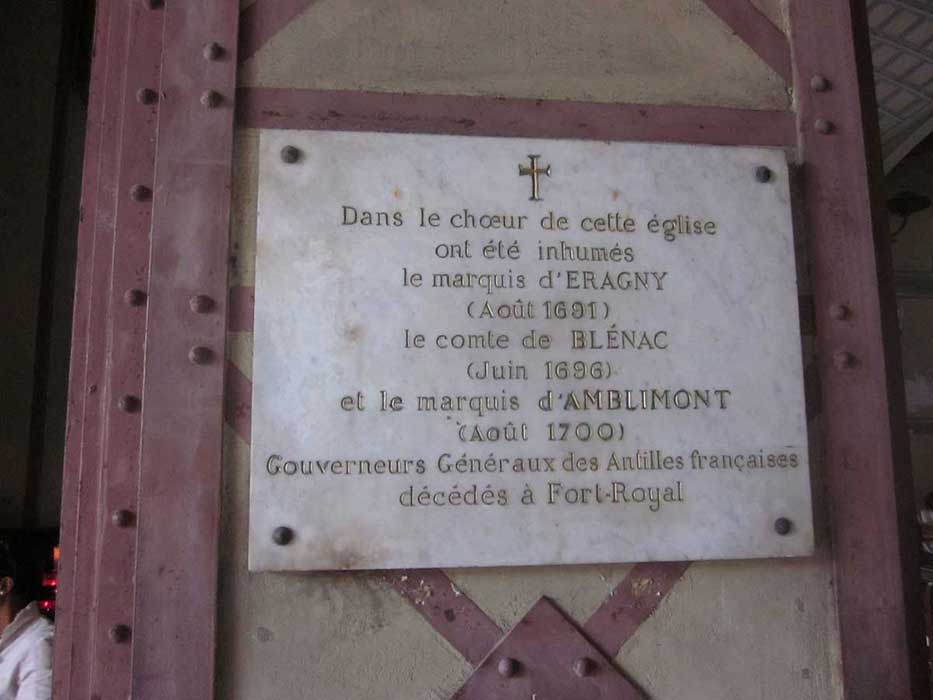 Dans le chœur de cette église
ont été inhumés
le marquis d'ERAGNY
(Août 1691)
le comte de BLÉNAC
(Juin 1696)
et le marquis d'AMBLIMONT
(Août 1700)
Gouverneurs Généraux des Antilles françaises
décédés à Fort-Royal